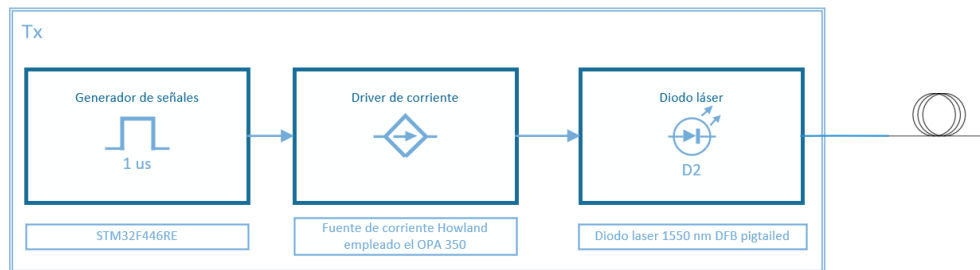 Tx
Generador de señales
1 us
STM32F446RE
Driver de corriente
Fuente de corriente Howland
empleado el OPA 350
Diodo láser
D2
Diodo laser 1550 nm DFB pigtailed